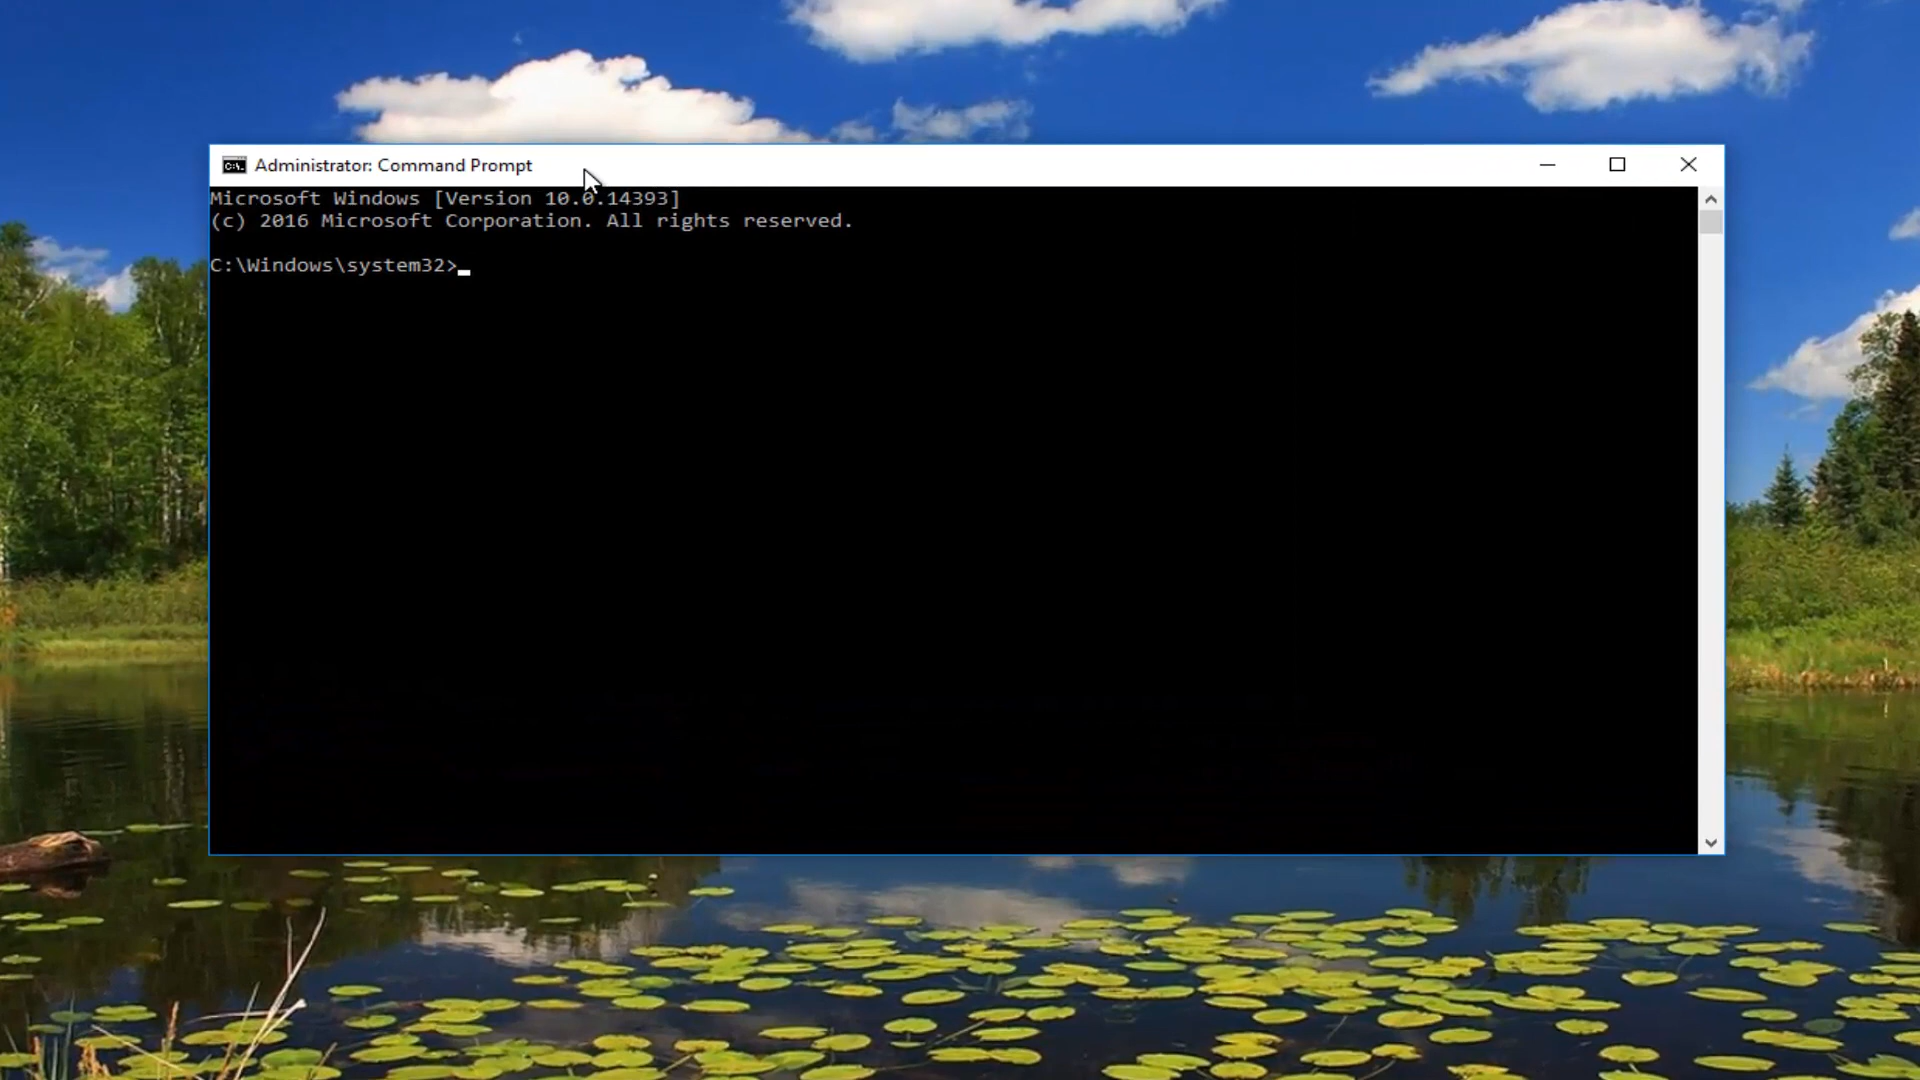 Administrator: Command Prompt
Microsoft Windows [Version 10.0.14393]
(c) 2016 Microsoft Corporation. All rights reserved.
C:\Windows\system32>